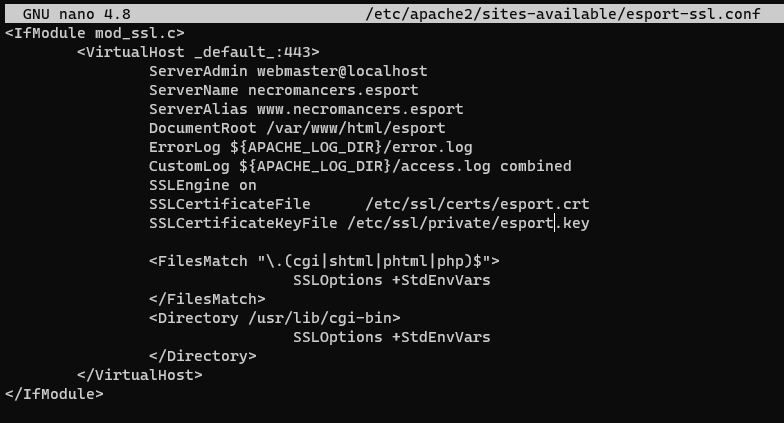 GNU nano 4.8 /etc/apache2/sites-available/esport-ssl.conf
<IfModule mod_ssl.c>
<VirtualHost _default_:443>
ServerAdmin webmaster@localhost
ServerName necromancers.esport
ServerAlias www.necromancers.esport
DocumentRoot /var/www/html/esport
ErrorLog ${APACHE_LOG_DIR}/error.log
CustomLog ${APACHE_LOG_DIR}/access.log combined
SSLEngine on
SSLCertificateFile /etc/ssl/certs/esport.crt
SSLCertificateKeyFile /etc/ssl/private/esport.key
<FilesMatch "\.(cgi|shtml|phtml|php)$">
SSLOptions +StdEnvVars
</FilesMatch>
<Directory /usr/lib/cgi-bin>
SSLOptions +StdEnvVars
</Directory>
</VirtualHost>
</IfModule>